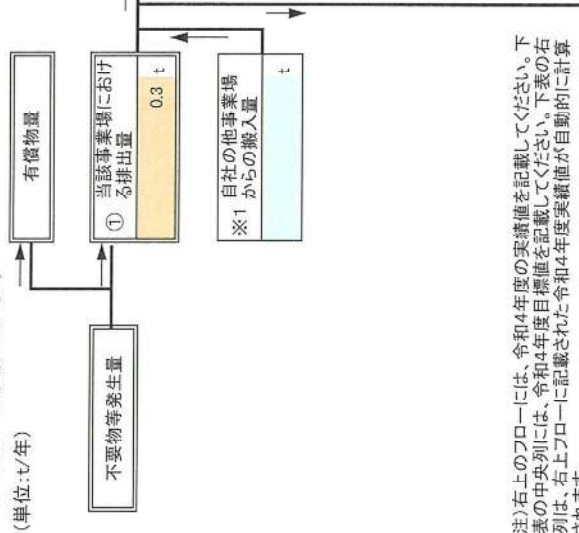 (単位:t/年)
不要物等発生量
有償物量
① 当該事業場におけ
る排出量
0.3 t
※1 自社の他事業場
からの搬入量
t
注)右上のフローには、令和4年度の実績値を記載してください。下
表の中央列には、令和4年度目標値を記載してください。下表の右
列は、右上フローに記載された令和4年度実績値が自動的に計算
されます。